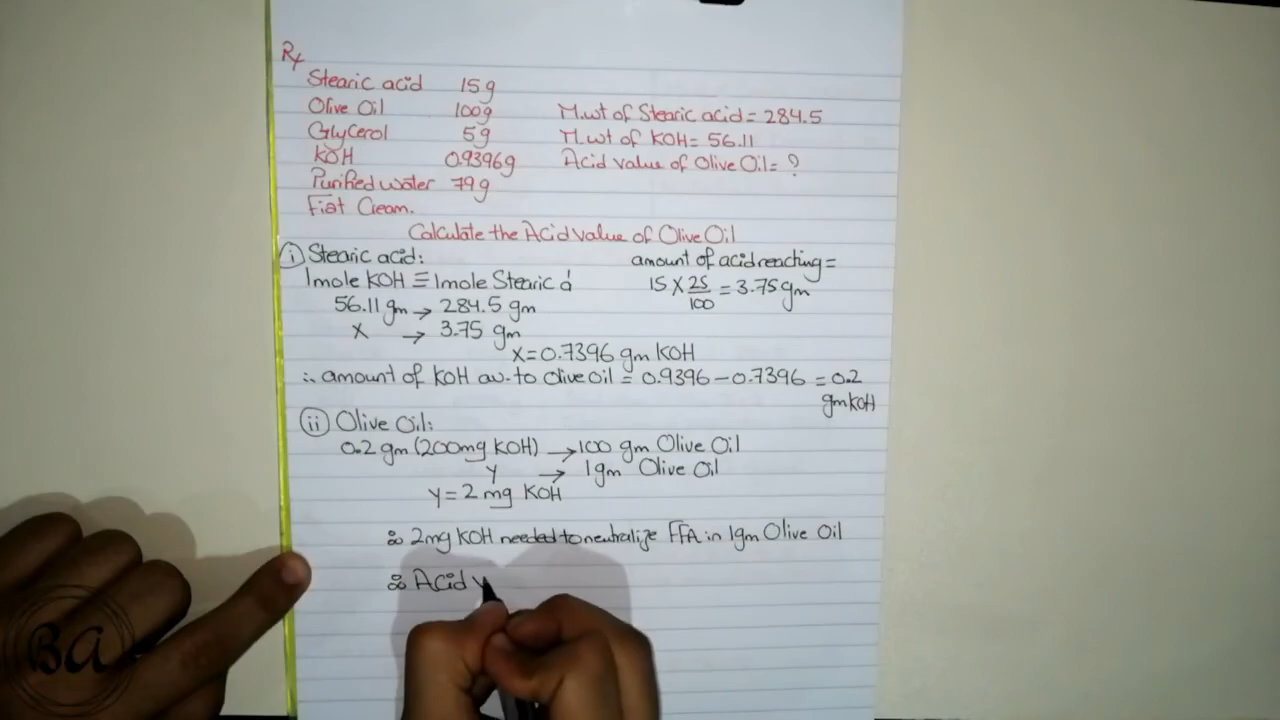 Rx
Stearic acid 15g
Olive Oil 100g M.wt of Stearic acid = 284.5
Glycerol 5g M.wt of KOH = 56.11
KOH 0.9396g Acid value of Olive Oil = ?
Purified water 79g
Fiat Cream.
Calculate the Acid value of Olive Oil
i Stearic acid: amount of acid reacting =
1mole KOH ≡ 1mole Stearic a 15 X 25/100 = 3.75 gm
56.11 gm → 284.5 gm
X → 3.75 gm
X = 0.7396 gm KOH
∴ amount of KOH av. to Olive oil = 0.9396 - 0.7396 = 0.2
gm KOH
ii Olive Oil:
0.2 gm (200mg KOH) → 100 gm Olive Oil
Y → 1gm Olive Oil
Y = 2 mg KOH
∴ 2mg KOH needed to neutralize FFA in 1gm Olive Oil
∴ Acid v
BA